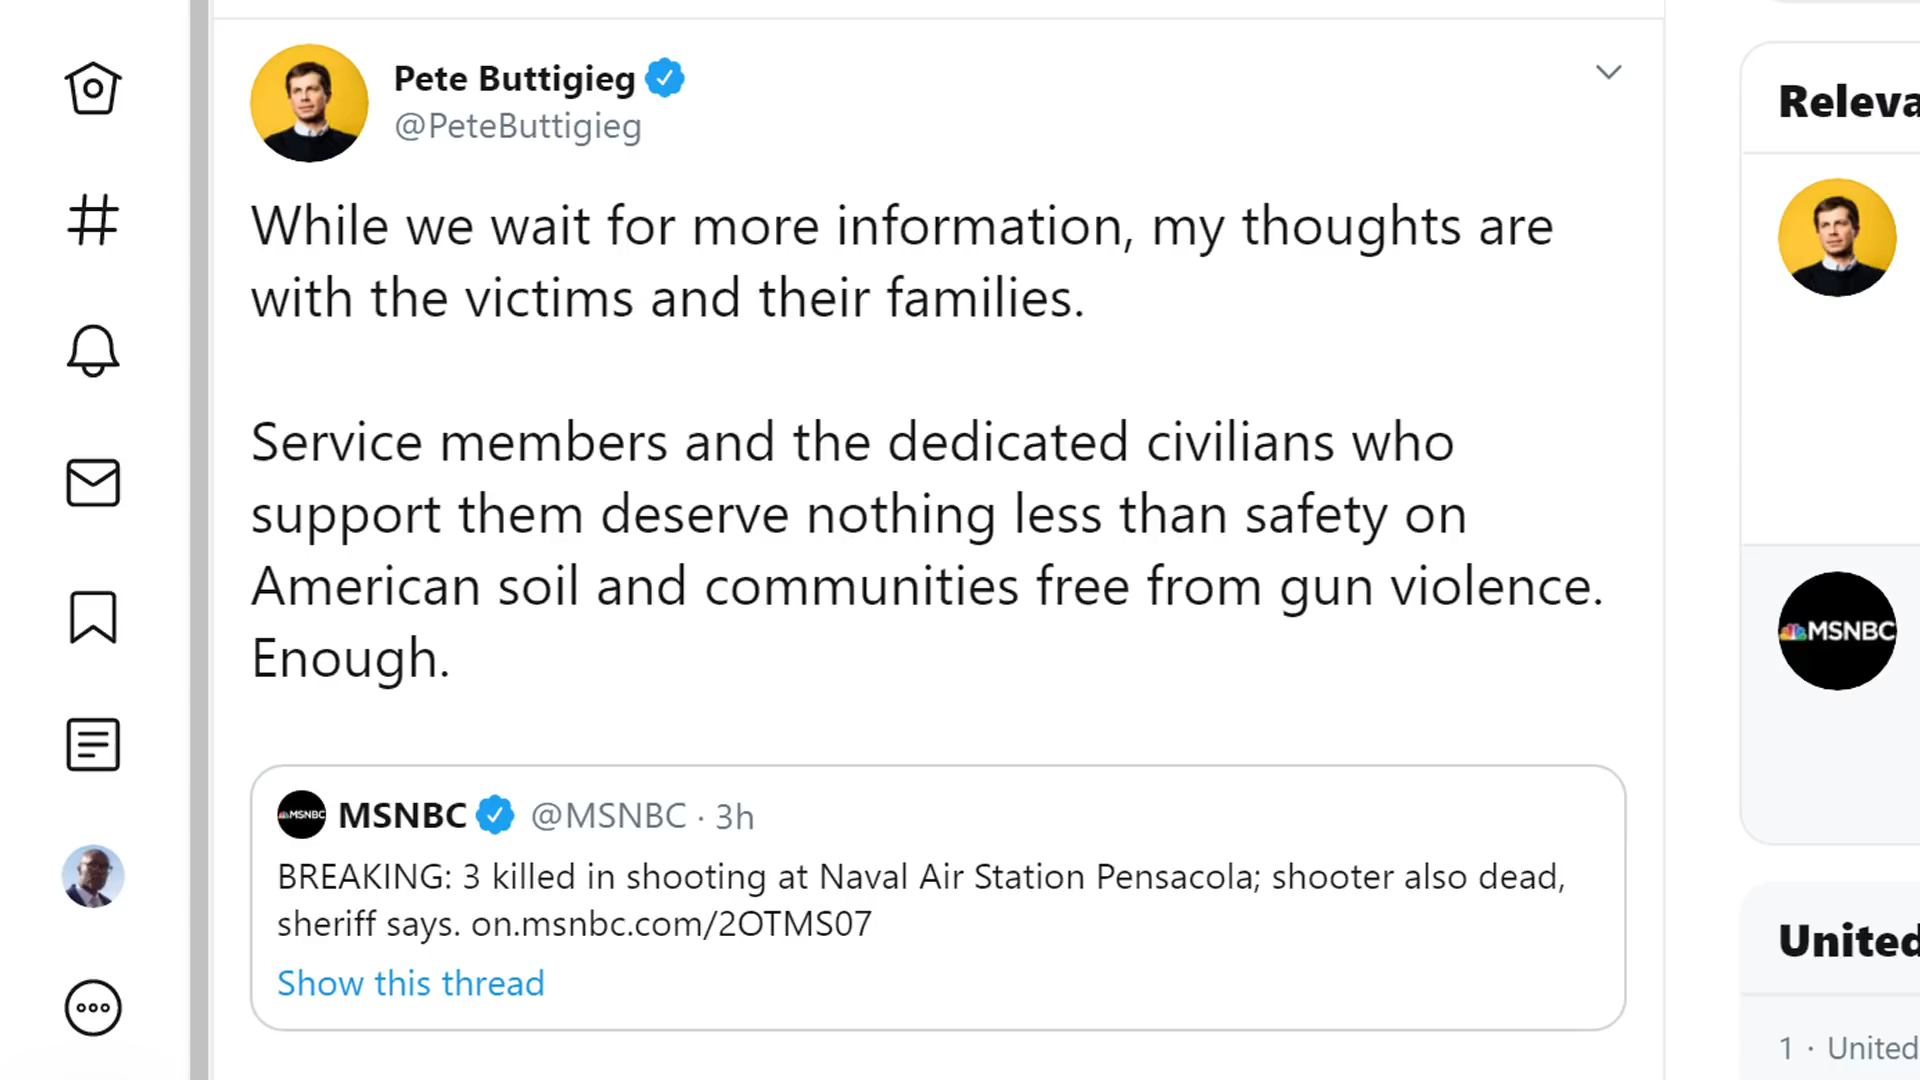 Pete Buttigieg
@PeteButtigieg
While we wait for more information, my thoughts are
with the victims and their families.
Service members and the dedicated civilians who
support them deserve nothing less than safety on
American soil and communities free from gun violence.
Enough.
MSNBC
MSNBC @MSNBC · 3h
BREAKING: 3 killed in shooting at Naval Air Station Pensacola; shooter also dead,
sheriff says. on.msnbc.com/2OTMS07
Show this thread
Releva
MSNBC
United
1 · United